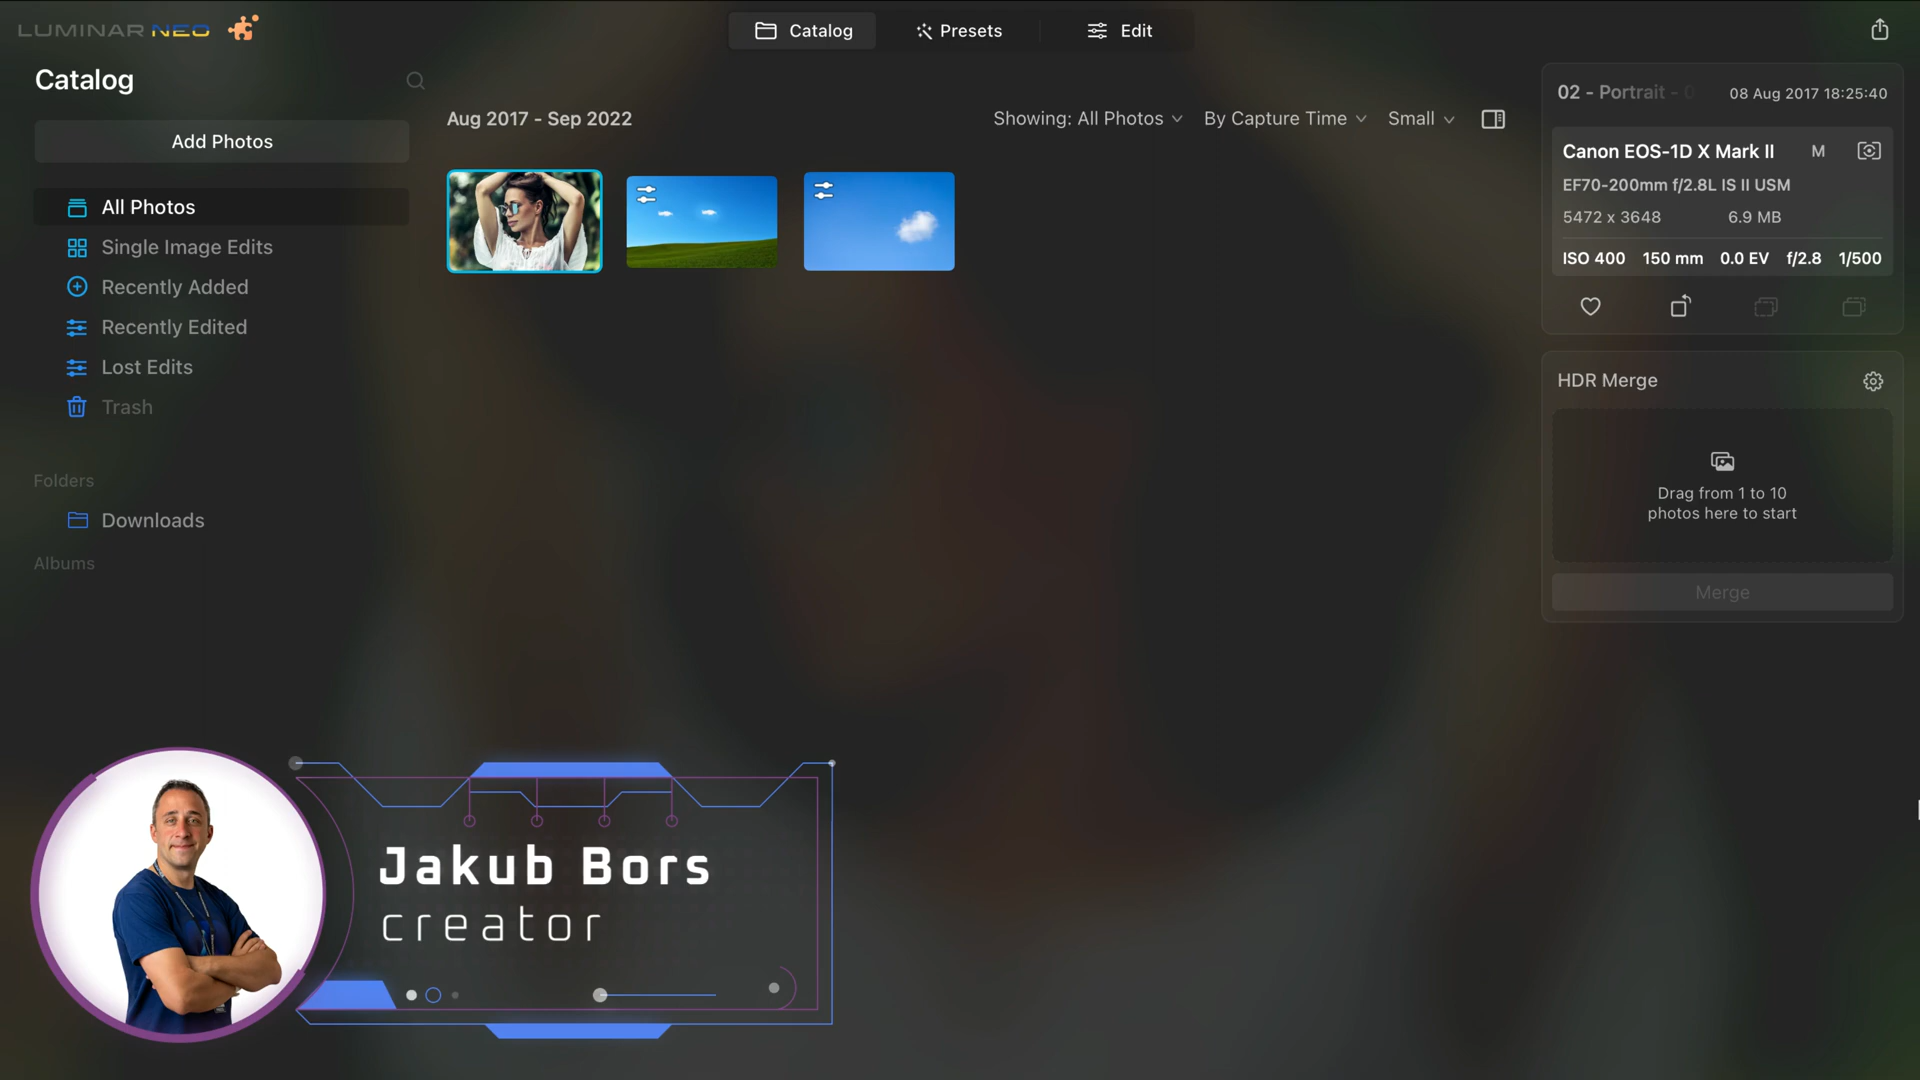 LUMINAR NEO
Catalog
Presets
Edit
Catalog
Add Photos
All Photos
Single Image Edits
Recently Added
Recently Edited
Lost Edits
Trash
Folders
Downloads
Albums
Aug 2017 - Sep 2022
Showing: All Photos
By Capture Time
Small
02 - Portrait -
08 Aug 2017 18:25:40
Canon EOS-1D X Mark II
M
EF70-200mm f/2.8L IS II USM
5472 x 3648
6.9 MB
ISO 400 150 mm 0.0 EV f/2.8 1/500
HDR Merge
Drag from 1 to 10
photos here to start
Merge
Jakub Bors
creator